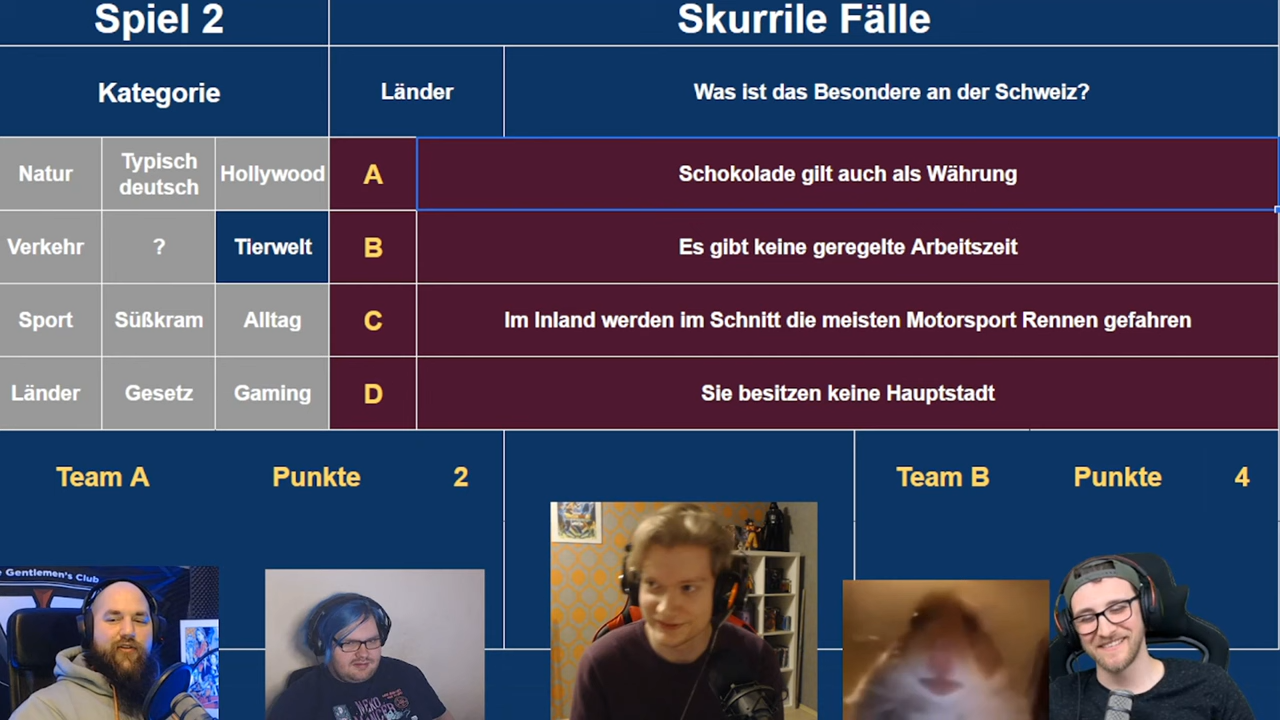 Spiel 2
Skurrile Fälle
Kategorie
Länder
Was ist das Besondere an der Schweiz?
Natur
Typisch
deutsch
Hollywood
A
Schokolade gilt auch als Währung
Verkehr
?
Tierwelt
B
Es gibt keine geregelte Arbeitszeit
Sport
Süßkram
Alltag
C
Im Inland werden im Schnitt die meisten Motorsport Rennen gefahren
Länder
Gesetz
Gaming
D
Sie besitzen keine Hauptstadt
Team A
Punkte
2
Team B
Punkte
4
Gentlemen's Club